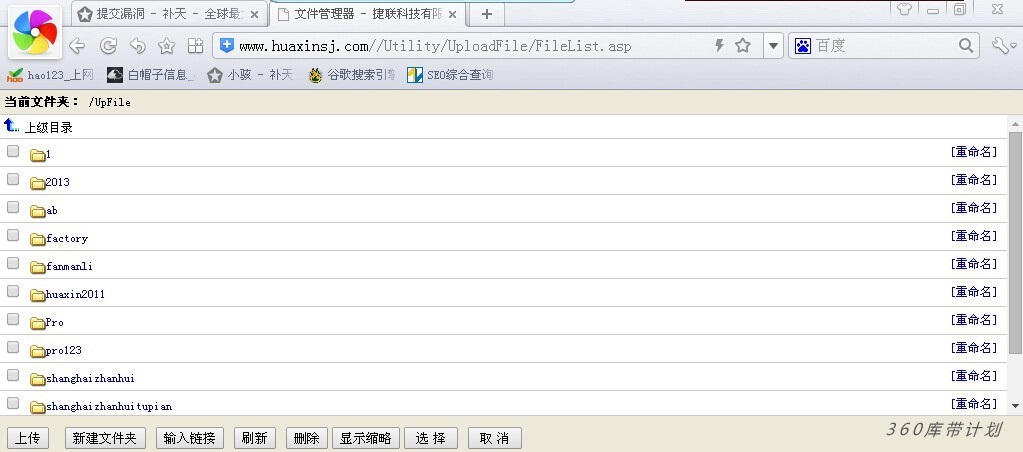 提交漏洞 - 补天 - 全球最大
文件管理器 - 捷联科技有限
www.huaxinsj.com//Utility/UploadFile/FileList.asp
百度
hao123_上网
白帽子信息_
小孩 - 补天
谷歌搜索引擎
SEO综合查询
当前文件夹： /UpFile
上级目录
1 [重命名]
2013 [重命名]
ab [重命名]
factory [重命名]
fanmanli [重命名]
huaxin2011 [重命名]
Pro [重命名]
pro123 [重命名]
shanghaizhanhui [重命名]
shanghaizhanhuitupian [重命名]
上传 新建文件夹 输入链接 刷新 删除 显示缩略 选 择 取 消
360库带计划